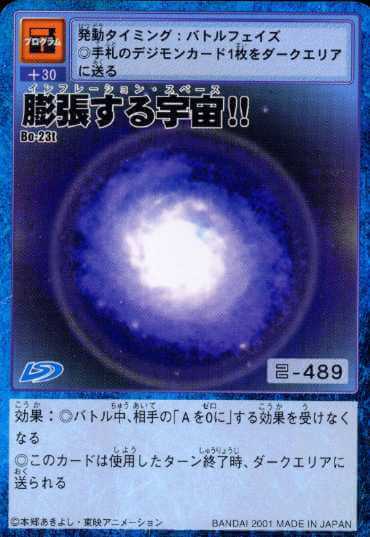 プログラム
+30
発動タイミング：バトルフェイズ
◎手札のデジモンカード1枚をダークエリア
に送る
インフレーション・スペース
膨張する宇宙!!
Bo-23t
-489
効果：◎バトル中、相手の「Aを0に」する効果を受けなく
なる
◎このカードは使用したターン終了時、ダークエリアに
送られる
©本郷あきよし・東映アニメーション
BANDAI 2001 MADE IN JAPAN